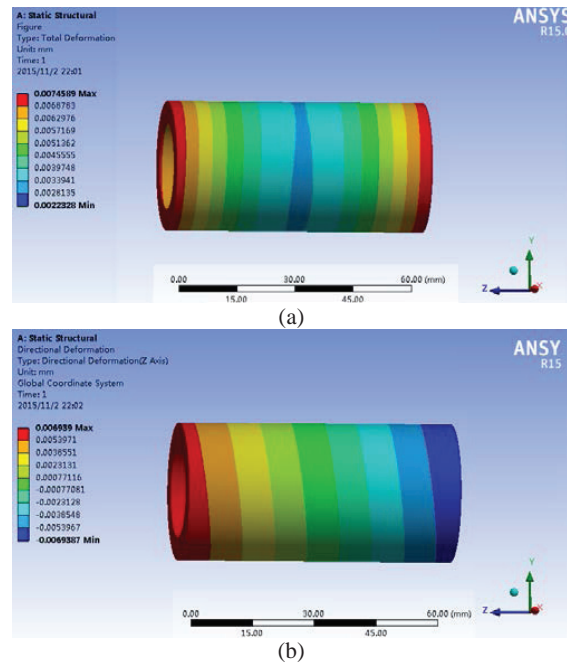 A: Static Structural
Figure
Type: Total Deformation
Unit: mm
Time: 1
2015/11/2 22:01
ANSYS
R15.0
0.0074589 Max
0.0068783
0.0062976
0.0057169
0.0051362
0.0045555
0.0039748
0.0033941
0.0028135
0.0022328 Min
0.00 30.00 60.00 (mm)
15.00 45.00
Y
Z X
(a)
A: Static Structural
Directional Deformation
Type: Directional Deformation(Z Axis)
Unit: mm
Global Coordinate System
Time: 1
2015/11/2 22:02
ANSY
R15
0.006939 Max
0.0053971
0.0038551
0.0023131
0.00077116
-0.00077081
-0.0023128
-0.0038548
-0.0053967
-0.0069387 Min
0.00 30.00 60.00 (mm)
15.00 45.00
Y
Z X
(b)